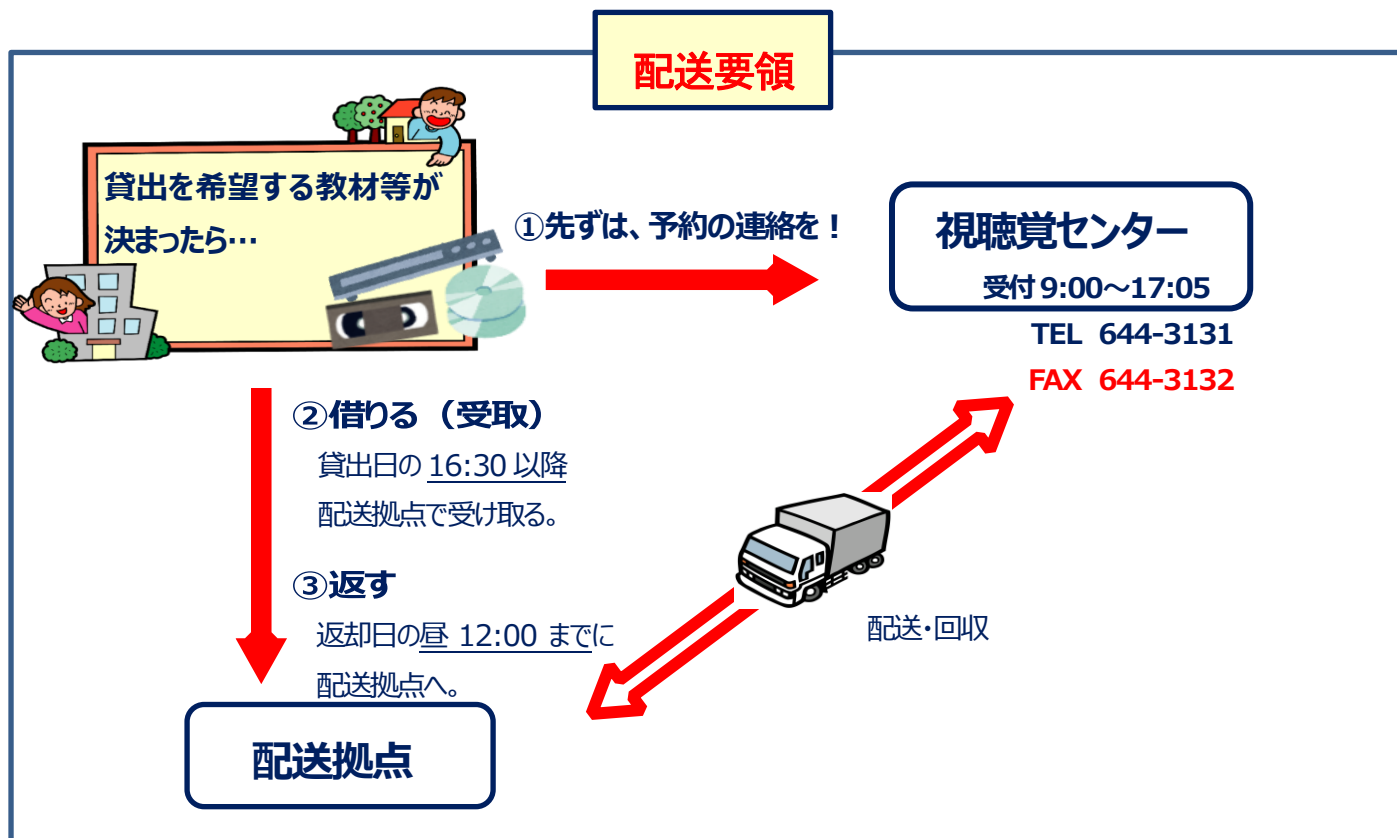 配送要領
貸出を希望する教材等が
決まったら…
①先ずは、予約の連絡を！
視聴覚センター
受付 9:00～17:05
TEL 644-3131
FAX 644-3132
②借りる（受取）
貸出日の 16:30 以降
配送拠点で受け取る。
③返す
返却日の昼 12:00 までに
配送拠点へ。
配送・回収
配送拠点